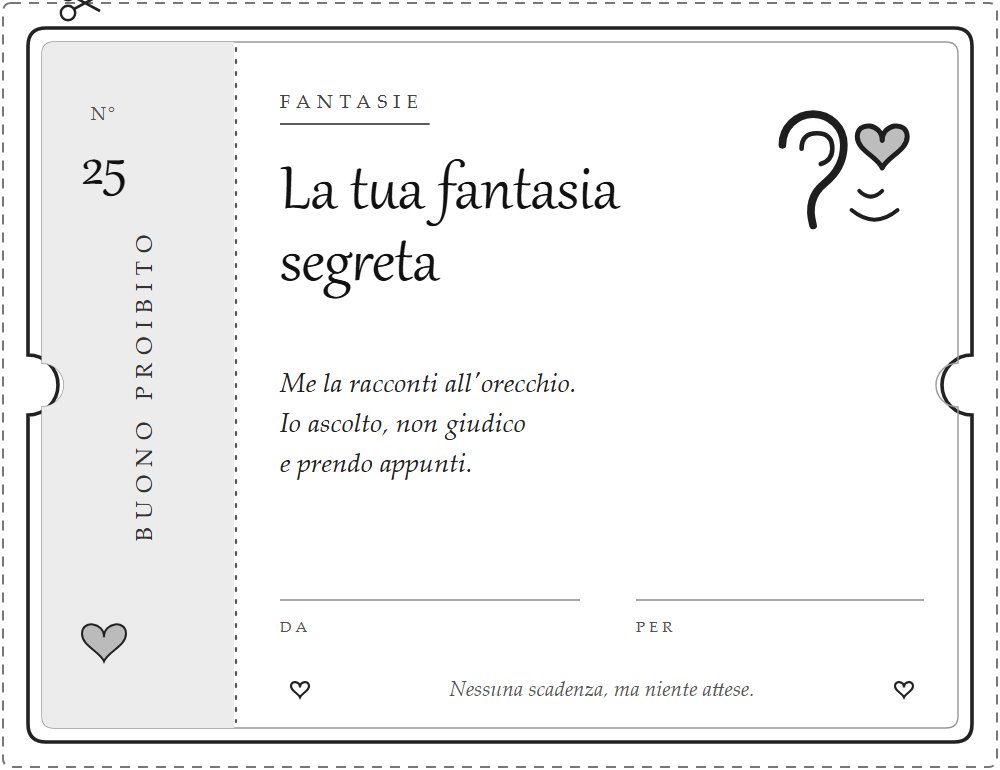 N°
25
BUONO PROIBITO
FANTASIE
La tua fantasia
segreta
Me la racconti all'orecchio.
Io ascolto, non giudico
e prendo appunti.
DA
PER
Nessuna scadenza, ma niente attese.